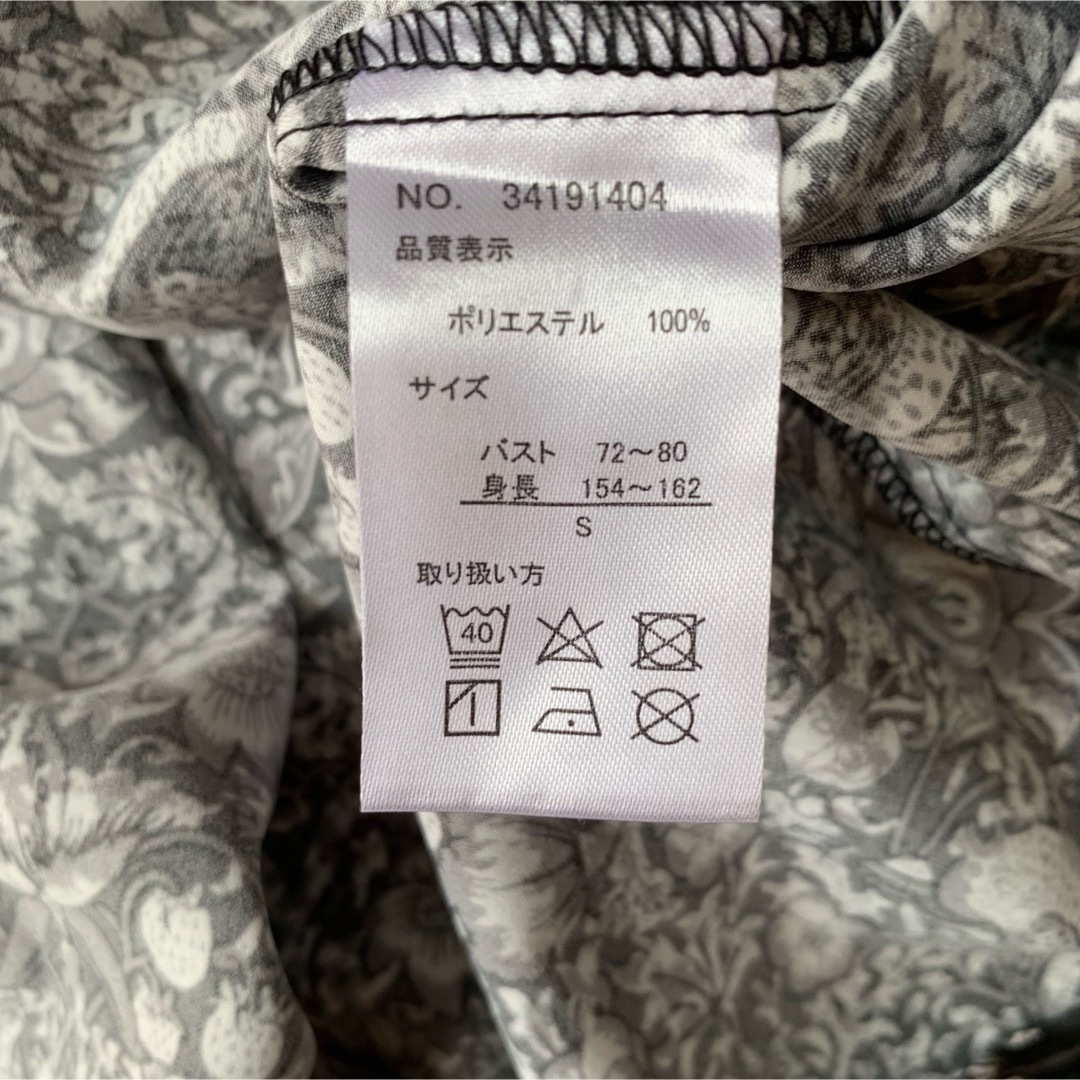 NO. 34191404
品質表示
ポリエステル 100%
サイズ
バスト 72～80
身長 154～162
S
取り扱い方
40